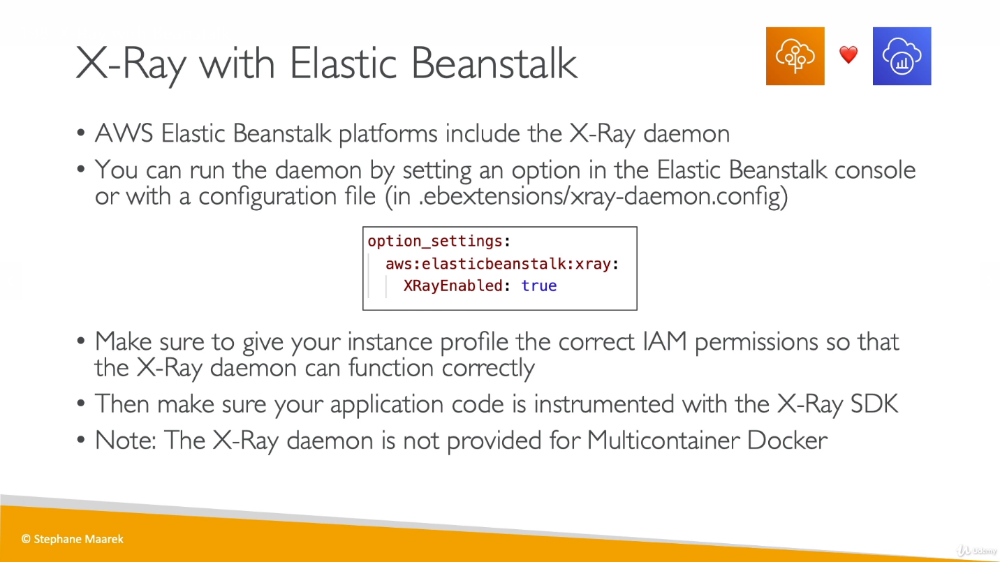 X-Ray with Elastic Beanstalk
• AWS Elastic Beanstalk platforms include the X-Ray daemon
• You can run the daemon by setting an option in the Elastic Beanstalk console
or with a configuration file (in .ebextensions/xray-daemon.config)
option_settings:
aws:elasticbeanstalk:xray:
XRayEnabled: true
• Make sure to give your instance profile the correct IAM permissions so that
the X-Ray daemon can function correctly
• Then make sure your application code is instrumented with the X-Ray SDK
• Note: The X-Ray daemon is not provided for Multicontainer Docker
© Stephane Maarek
Udemy